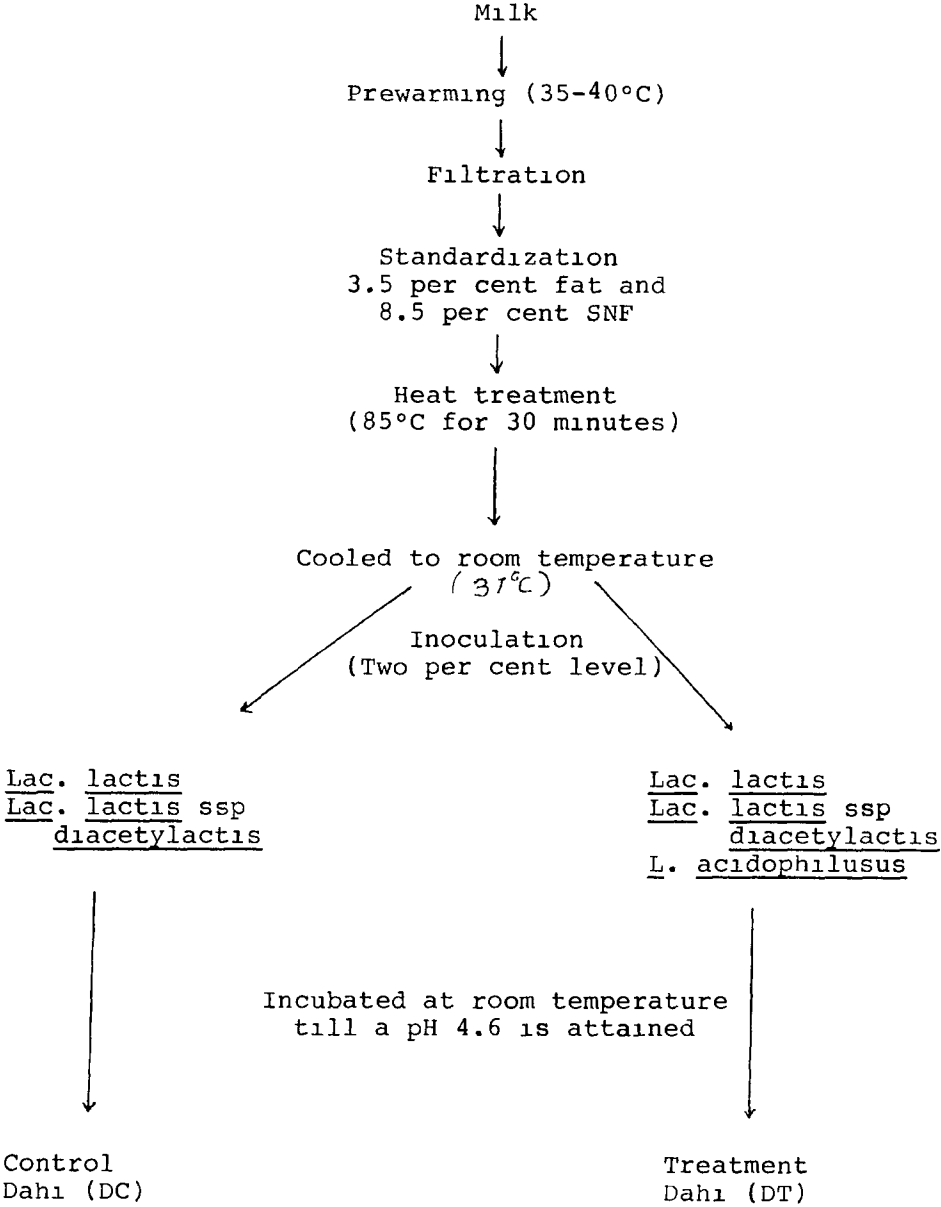 Milk
Prewarming (35-40°C)
Filtration
Standardization
3.5 per cent fat and
8.5 per cent SNF
Heat treatment
(85°C for 30 minutes)
Cooled to room temperature
(31°C)
Inoculation
(Two per cent level)
Lac. lactis
Lac. lactis ssp
diacetylactis
Lac. lactis
Lac. lactis ssp
diacetylactis
L. acidophilusus
Incubated at room temperature
till a pH 4.6 is attained
Control
Dahi (DC)
Treatment
Dahi (DT)